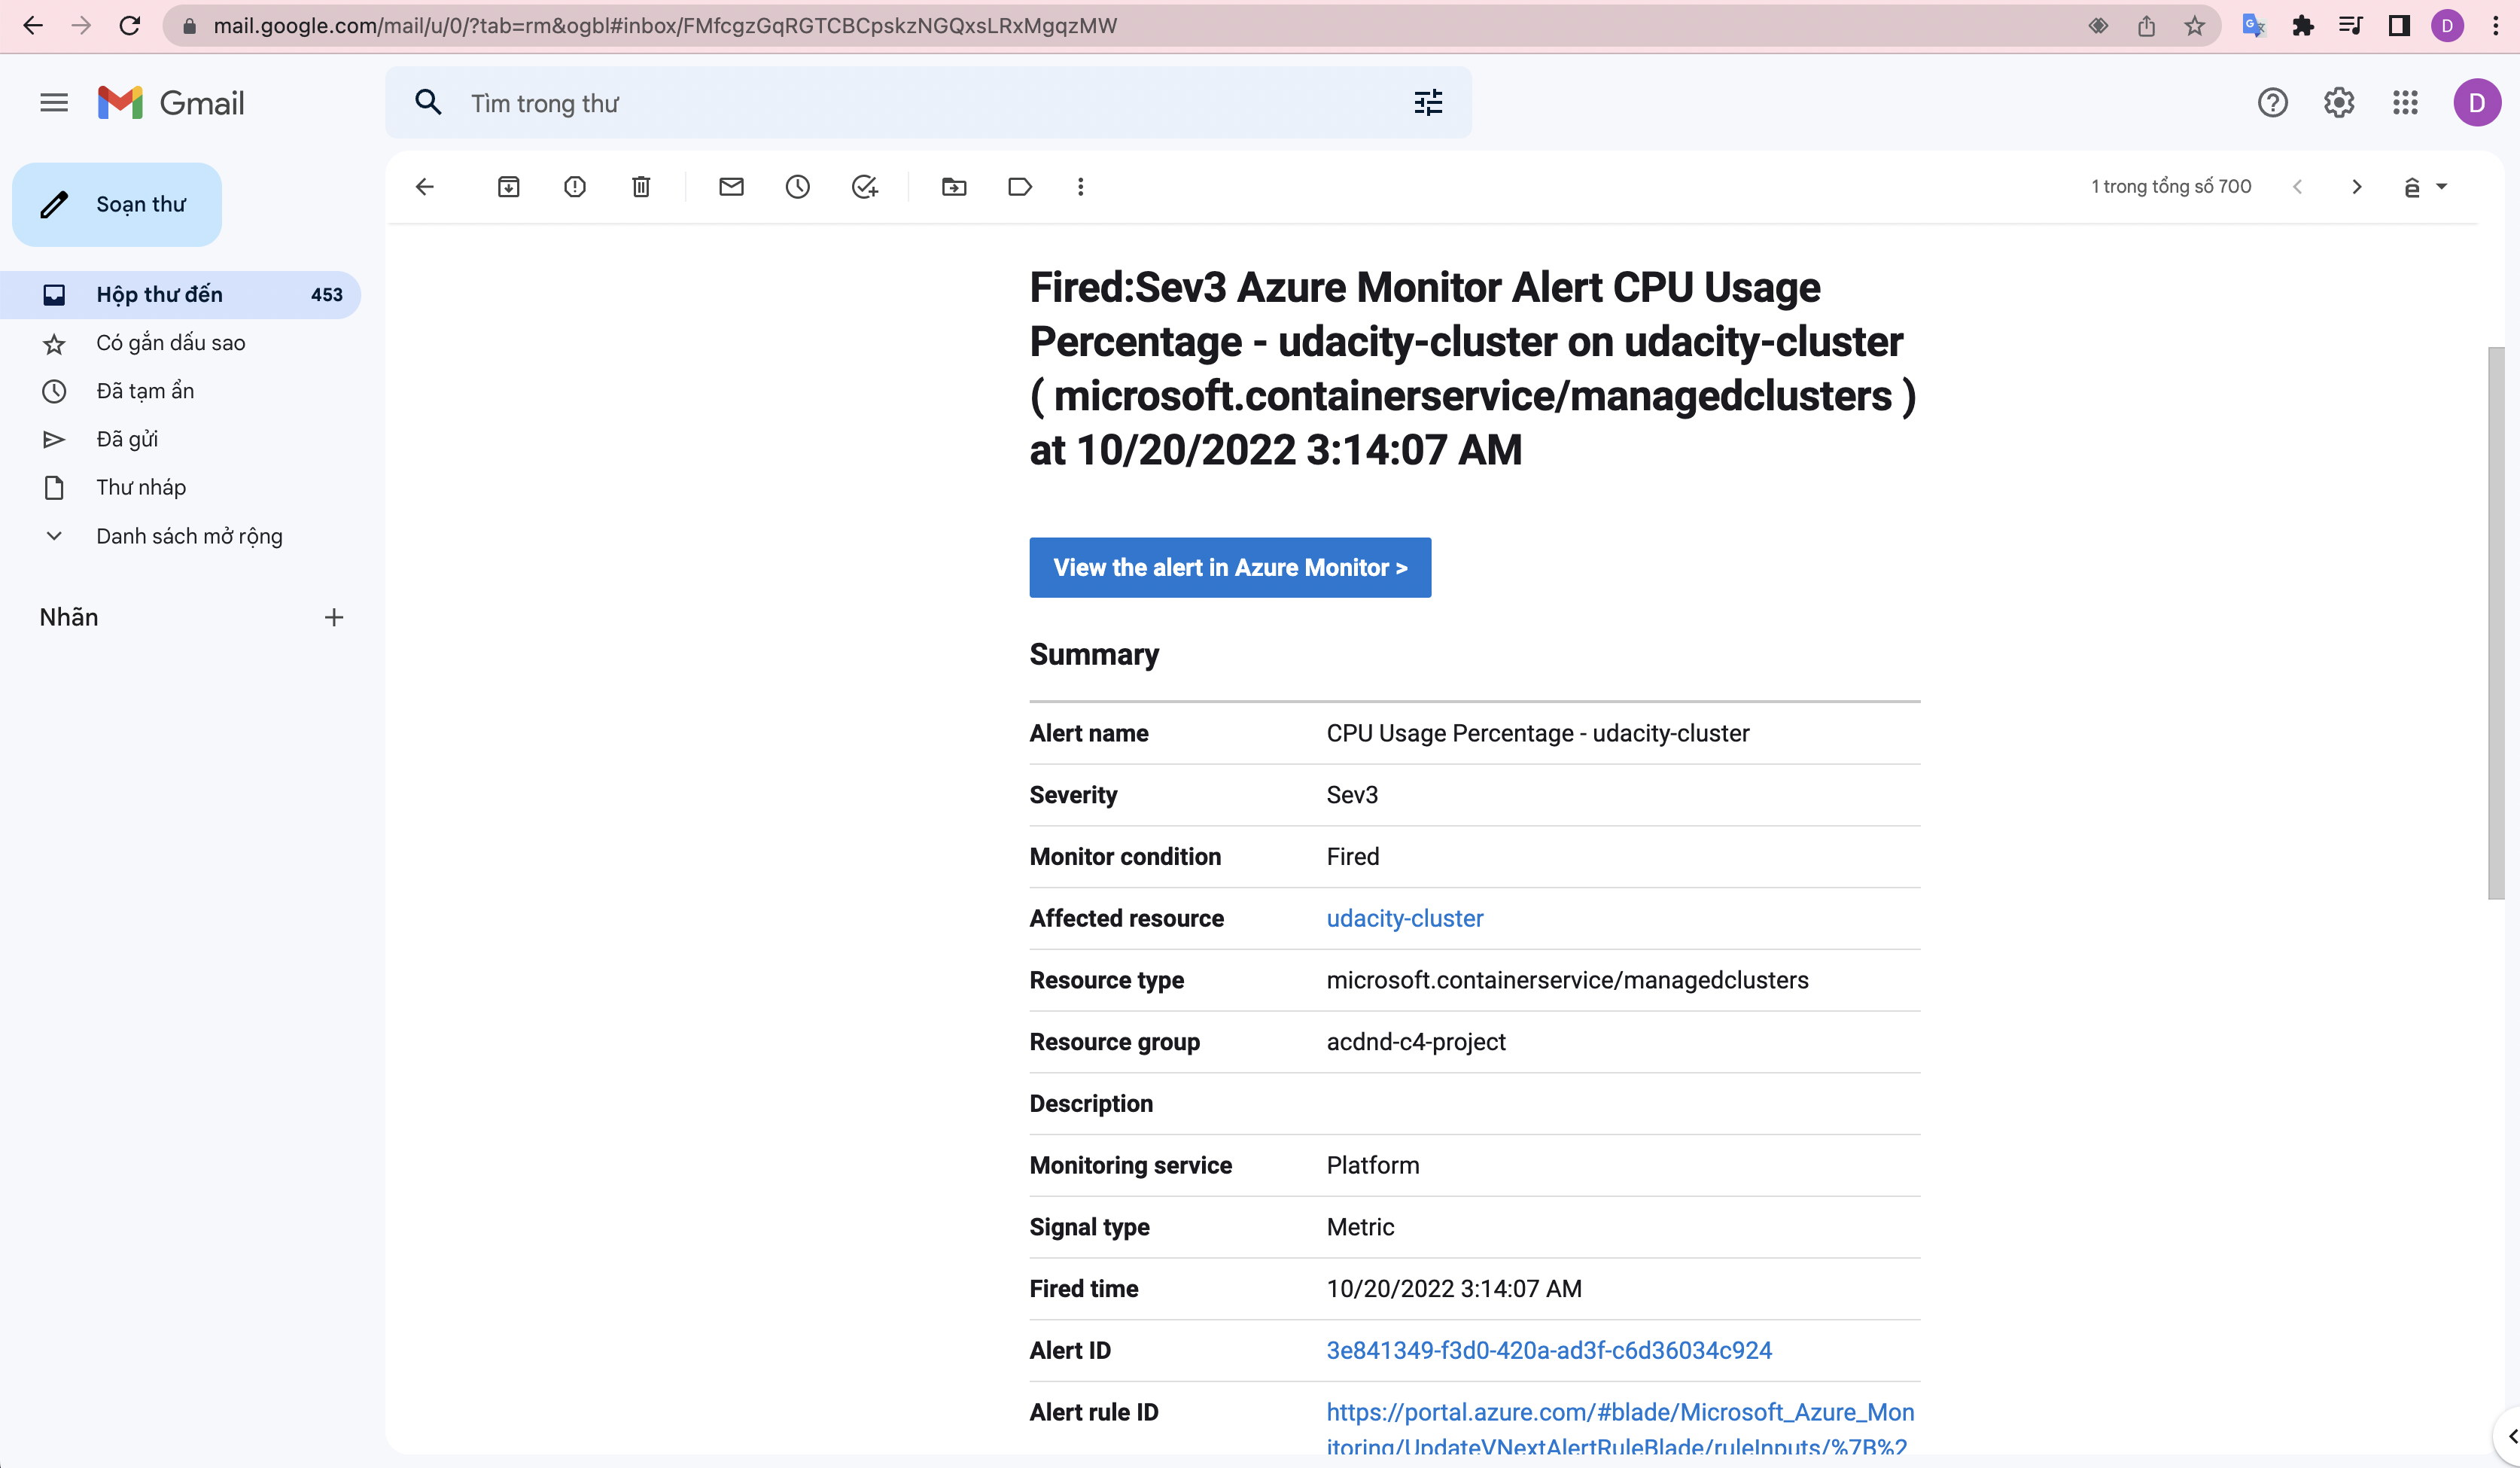 mail.google.com/mail/u/0/?tab=rm&ogbl#inbox/FMfcgzGqRGTCBCpskzNGQxsLRxMgqzMW
D
Gmail
Tìm trong thư
D
Soạn thư
1 trong tổng số 700
ê
Hộp thư đến 453
Có gắn dấu sao
Đã tạm ẩn
Đã gửi
Thư nháp
Danh sách mở rộng
Nhãn
Fired:Sev3 Azure Monitor Alert CPU Usage
Percentage - udacity-cluster on udacity-cluster
( microsoft.containerservice/managedclusters )
at 10/20/2022 3:14:07 AM
View the alert in Azure Monitor >
Summary
Alert name CPU Usage Percentage - udacity-cluster
Severity Sev3
Monitor condition Fired
Affected resource udacity-cluster
Resource type microsoft.containerservice/managedclusters
Resource group acdnd-c4-project
Description
Monitoring service Platform
Signal type Metric
Fired time 10/20/2022 3:14:07 AM
Alert ID 3e841349-f3d0-420a-ad3f-c6d36034c924
Alert rule ID https://portal.azure.com/#blade/Microsoft_Azure_Mon
itoring/UpdateVNextAlertRuleBlade/ruleInputs/%7B%2